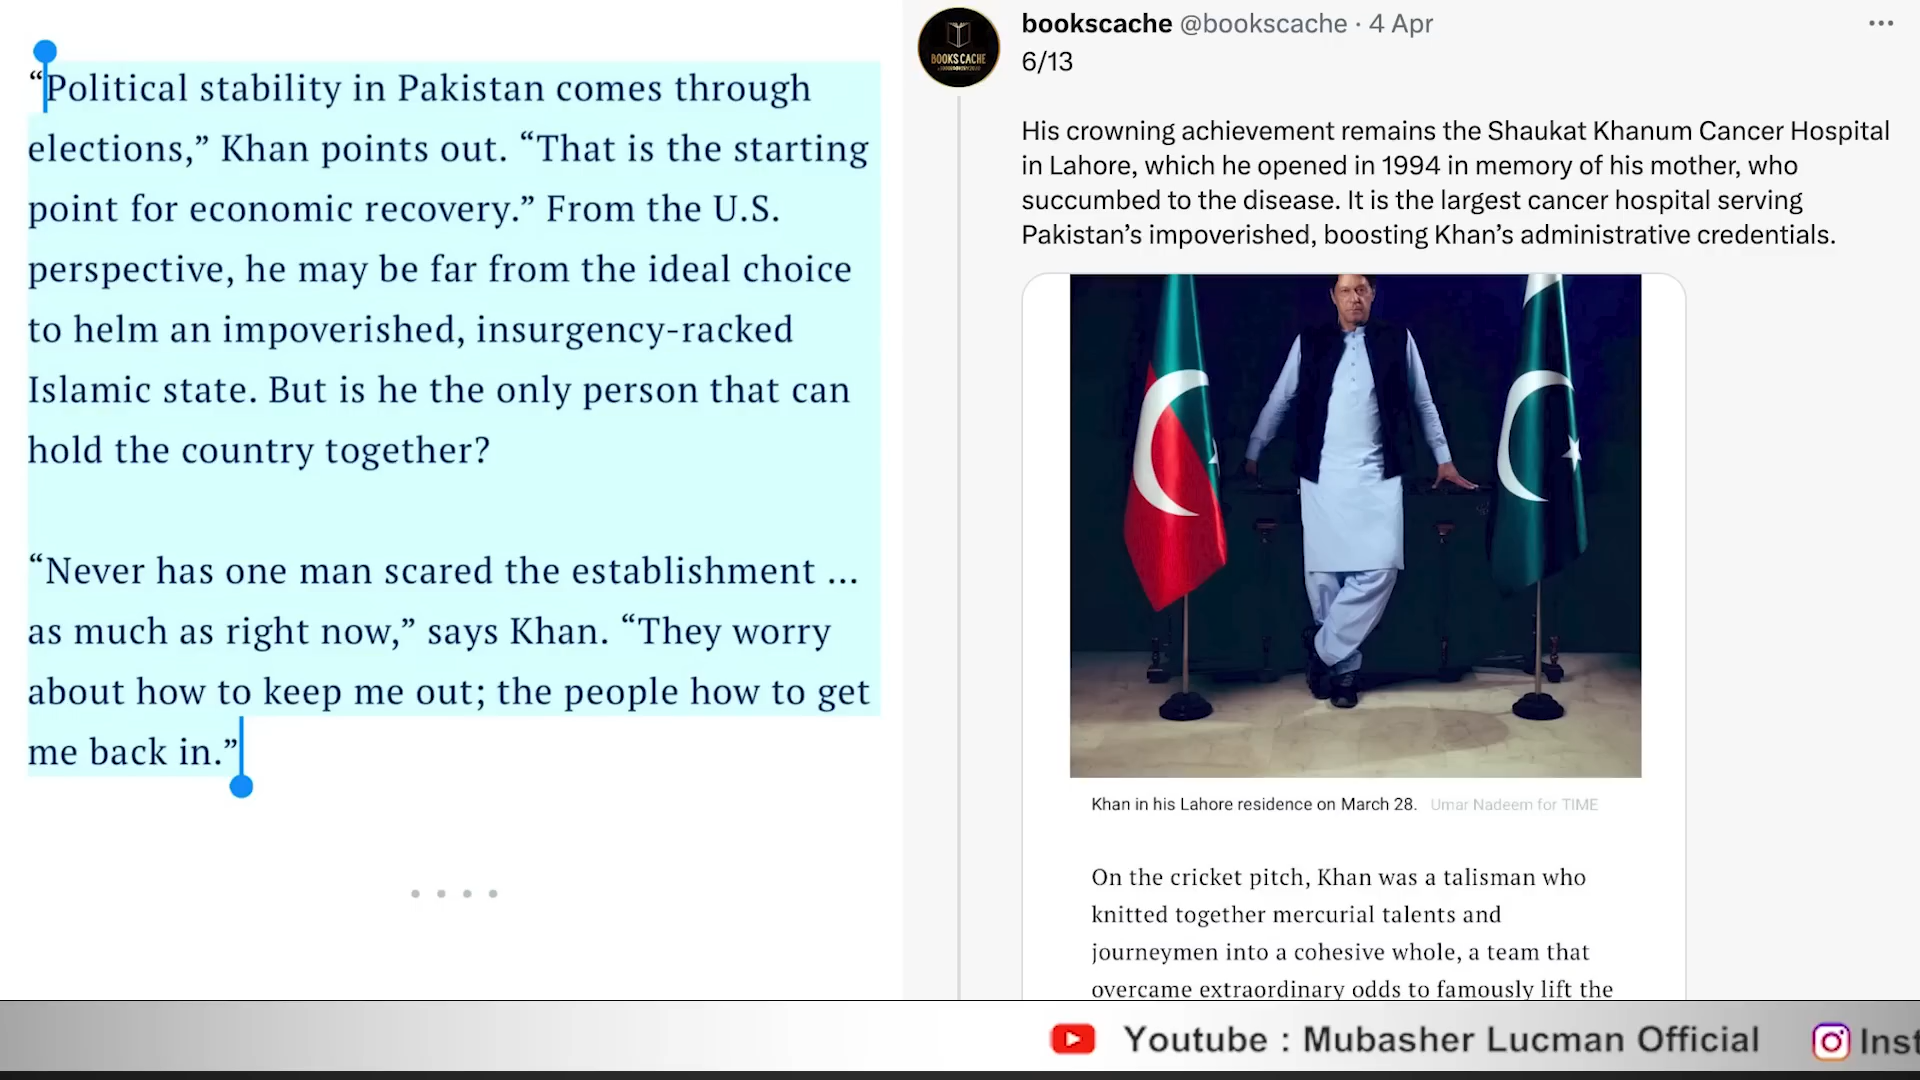 “Political stability in Pakistan comes through
elections,” Khan points out. “That is the starting
point for economic recovery.” From the U.S.
perspective, he may be far from the ideal choice
to helm an impoverished, insurgency-racked
Islamic state. But is he the only person that can
hold the country together?
“Never has one man scared the establishment ...
as much as right now,” says Khan. “They worry
about how to keep me out; the people how to get
me back in.”
BOOKS CACHE
bookscache @bookscache · 4 Apr
6/13
His crowning achievement remains the Shaukat Khanum Cancer Hospital
in Lahore, which he opened in 1994 in memory of his mother, who
succumbed to the disease. It is the largest cancer hospital serving
Pakistan’s impoverished, boosting Khan’s administrative credentials.
Khan in his Lahore residence on March 28. Umar Nadeem for TIME
On the cricket pitch, Khan was a talisman who
knitted together mercurial talents and
journeymen into a cohesive whole, a team that
overcame extraordinary odds to famously lift the
Youtube : Mubasher Lucman Official
Inst